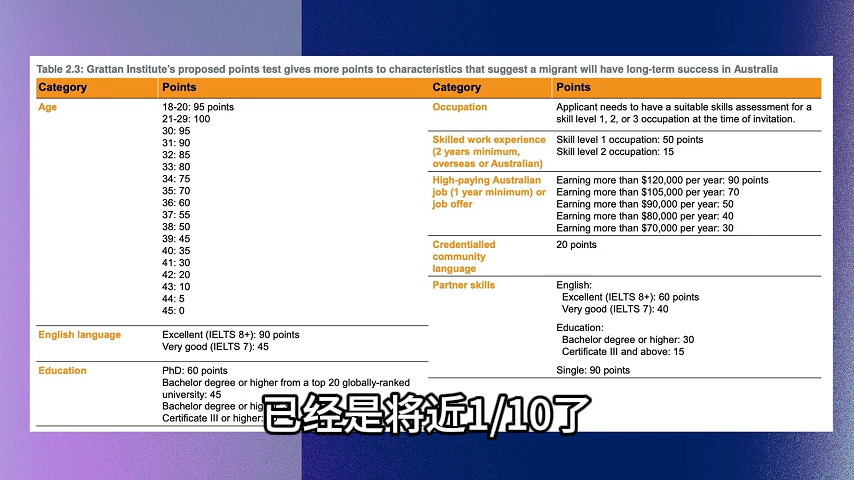 Table 2.3: Grattan Institute's proposed points test gives more points to characteristics that suggest a migrant will have long-term success in Australia
Category Points
Age 18-20: 95 points
21-29: 100
30: 95
31: 90
32: 85
33: 80
34: 75
35: 70
36: 60
37: 55
38: 50
39: 45
40: 35
41: 30
42: 20
43: 10
44: 5
45: 0
English language Excellent (IELTS 8+): 90 points
Very good (IELTS 7): 45
Education PhD: 60 points
Bachelor degree or higher from a top 20 globally-ranked
university: 45
Bachelor degree or
Certificate III or higher:
Category Points
Occupation Applicant needs to have a suitable skills assessment for a
skill level 1, 2, or 3 occupation at the time of invitation.
Skilled work experience Skill level 1 occupation: 50 points
(2 years minimum, Skill level 2 occupation: 15
overseas or Australian)
High-paying Australian Earning more than $120,000 per year: 90 points
job (1 year minimum) or Earning more than $105,000 per year: 70
job offer Earning more than $90,000 per year: 50
Earning more than $80,000 per year: 40
Earning more than $70,000 per year: 30
Credentialled 20 points
community
language
Partner skills English:
Excellent (IELTS 8+): 60 points
Very good (IELTS 7): 40
Education:
Bachelor degree or higher: 30
Certificate III and above: 15
Single: 90 points
已经是将近1/10了